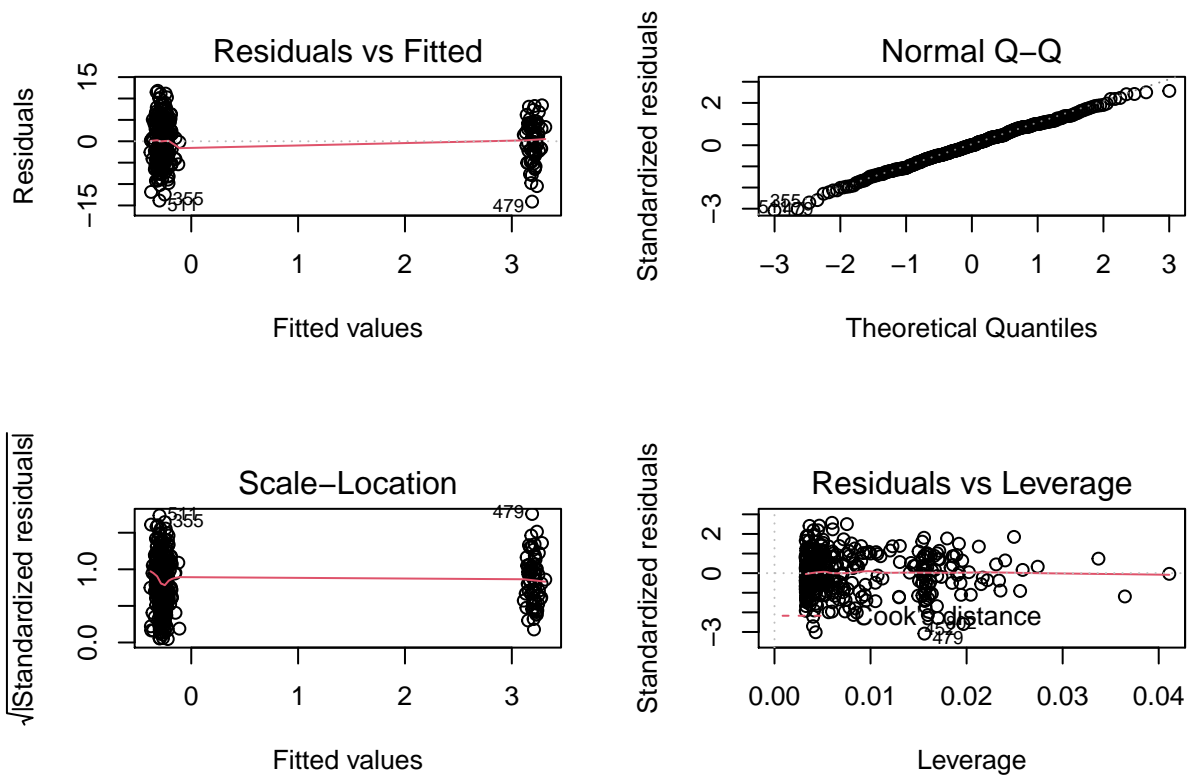 Residuals vs Fitted
Residuals
15
0
−15
355
511
479
0 1 2 3
Fitted values
Normal Q−Q
Standardized residuals
2
0
−3
355
−3 −2 −1 0 1 2 3
Theoretical Quantiles
Scale−Location
√|Standardized residuals|
1.0
0.0
511
355
479
0 1 2 3
Fitted values
Residuals vs Leverage
Standardized residuals
2
0
−3
Cook's distance
479
0.00 0.01 0.02 0.03 0.04
Leverage